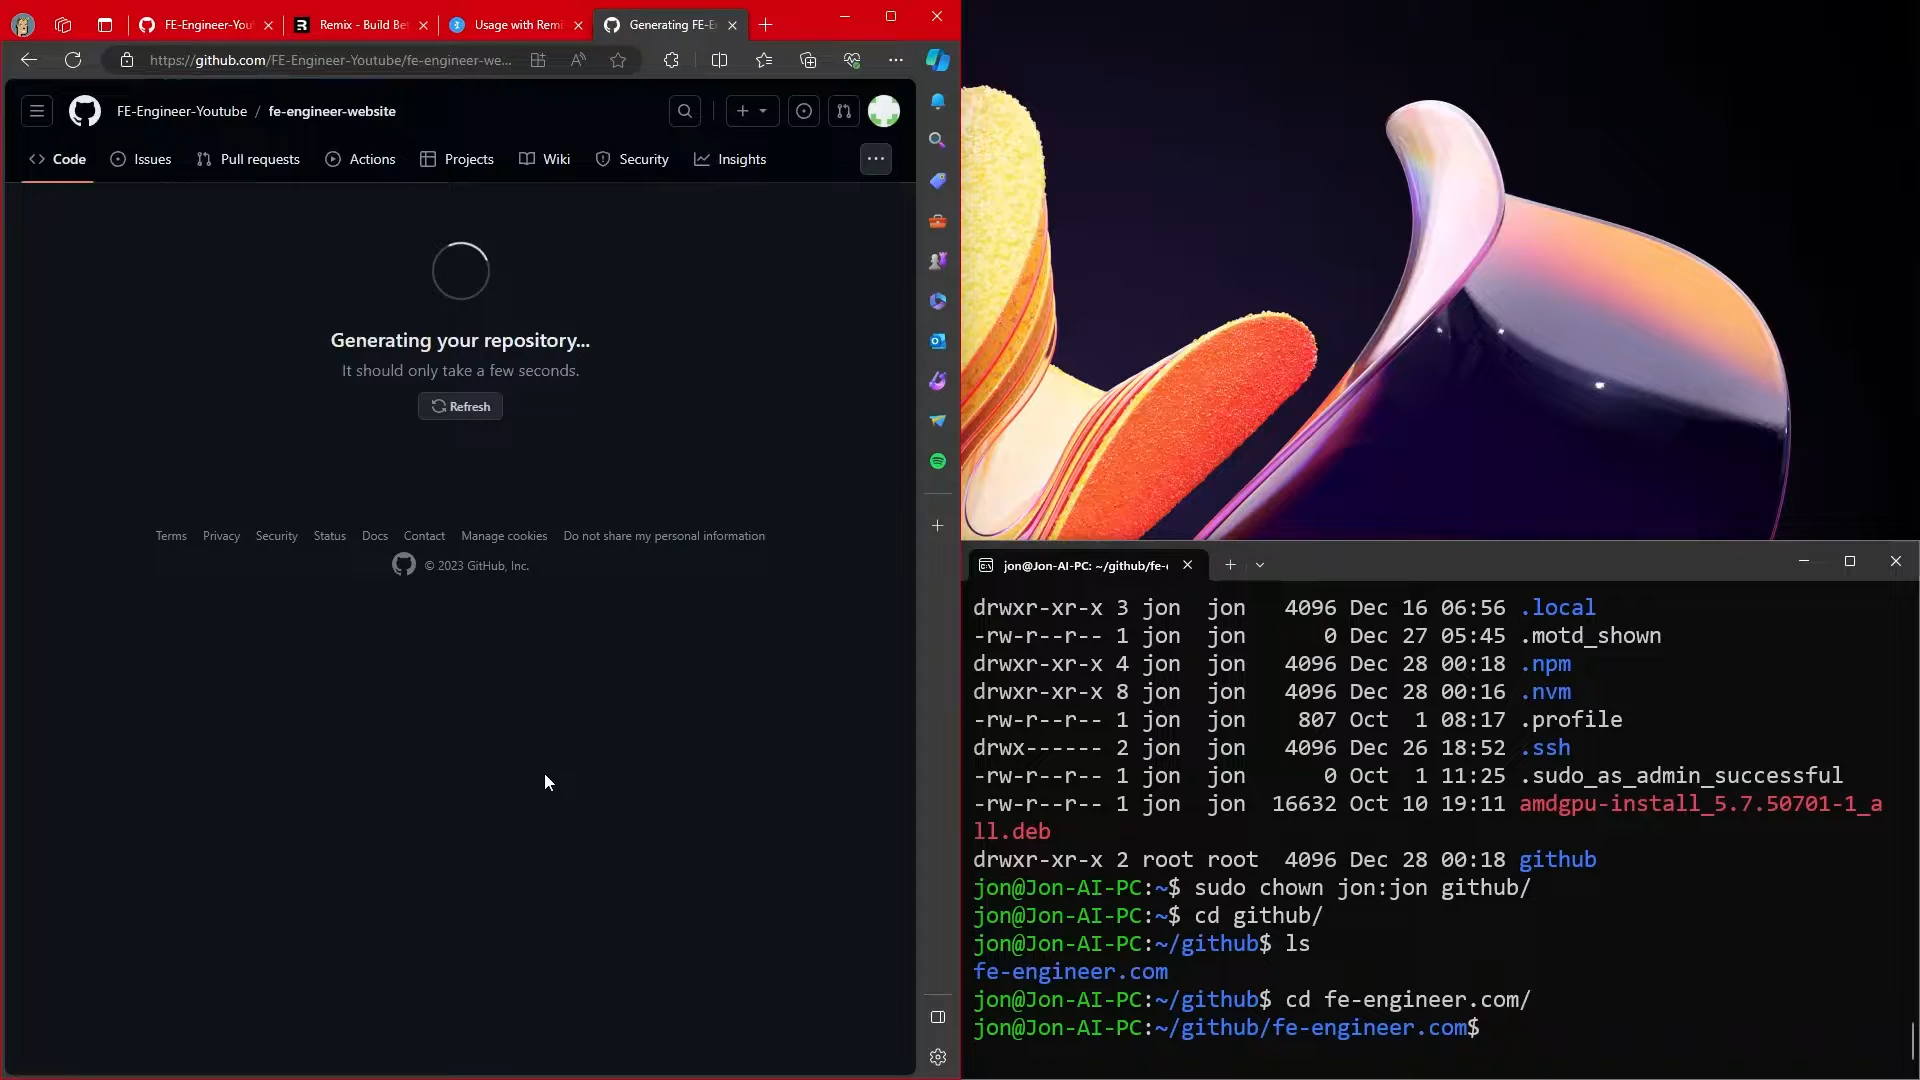 FE-Engineer-You
Remix - Build Be
Usage with Remi
Generating FE-E
https://github.com/FE-Engineer-Youtube/fe-engineer-we...
FE-Engineer-Youtube / fe-engineer-website
Code
Issues
Pull requests
Actions
Projects
Wiki
Security
Insights
Generating your repository...
It should only take a few seconds.
Refresh
Terms Privacy Security Status Docs Contact Manage cookies Do not share my personal information
© 2023 GitHub, Inc.
jon@Jon-AI-PC: ~/github/fe-
drwxr-xr-x 3 jon jon 4096 Dec 16 06:56 .local
-rw-r--r-- 1 jon jon 0 Dec 27 05:45 .motd_shown
drwxr-xr-x 4 jon jon 4096 Dec 28 00:18 .npm
drwxr-xr-x 8 jon jon 4096 Dec 28 00:16 .nvm
-rw-r--r-- 1 jon jon 807 Oct 1 08:17 .profile
drwx------ 2 jon jon 4096 Dec 26 18:52 .ssh
-rw-r--r-- 1 jon jon 0 Oct 1 11:25 .sudo_as_admin_successful
-rw-r--r-- 1 jon jon 16632 Oct 10 19:11 amdgpu-install_5.7.50701-1_a
ll.deb
drwxr-xr-x 2 root root 4096 Dec 28 00:18 github
jon@Jon-AI-PC:~$ sudo chown jon:jon github/
jon@Jon-AI-PC:~$ cd github/
jon@Jon-AI-PC:~/github$ ls
fe-engineer.com
jon@Jon-AI-PC:~/github$ cd fe-engineer.com/
jon@Jon-AI-PC:~/github/fe-engineer.com$